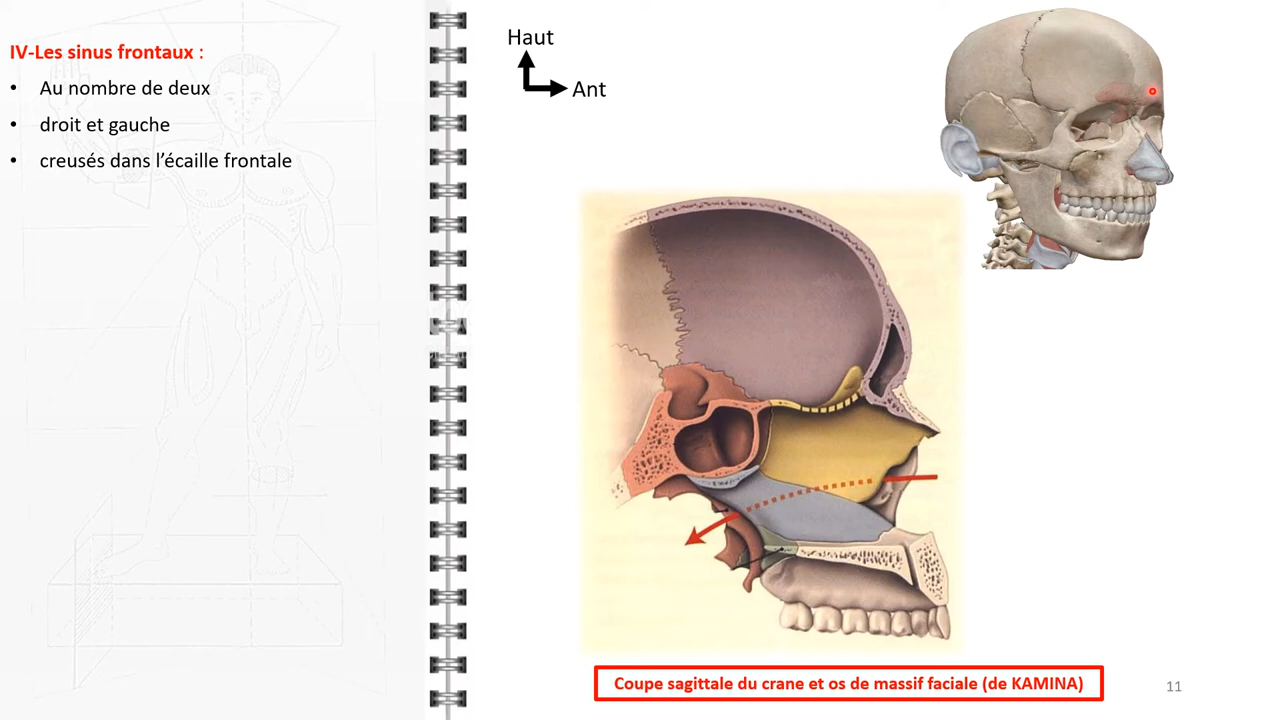 IV-Les sinus frontaux :
• Au nombre de deux
• droit et gauche
• creusés dans l’écaille frontale
Haut
Ant
Coupe sagittale du crane et os de massif faciale (de KAMINA)
11